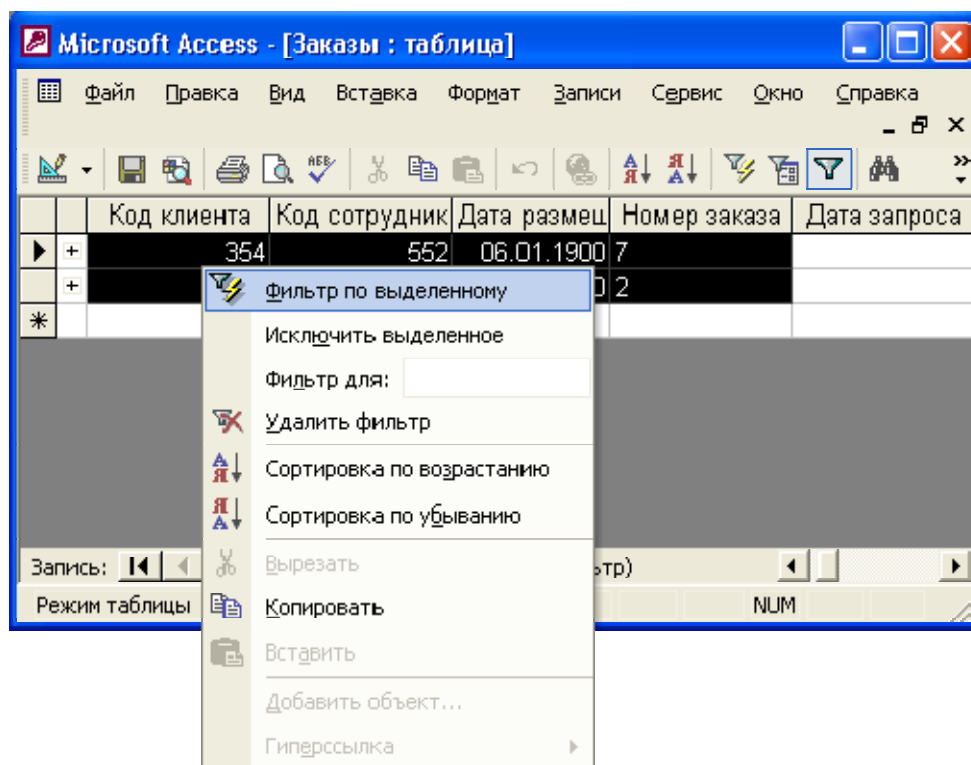 Microsoft Access - [Заказы : таблица]
Файл Правка Вид Вставка Формат Записи Сервис Окно Справка
Код клиента Код сотрудник Дата размещ Номер заказа Дата запроса
354 552 06.01.1900 7
0 2
Фильтр по выделенному
Исключить выделенное
Фильтр для:
Удалить фильтр
Сортировка по возрастанию
Сортировка по убыванию
Вырезать
Копировать
Вставить
Добавить объект...
Гиперссылка
Запись: ьтр)
Режим таблицы NUM